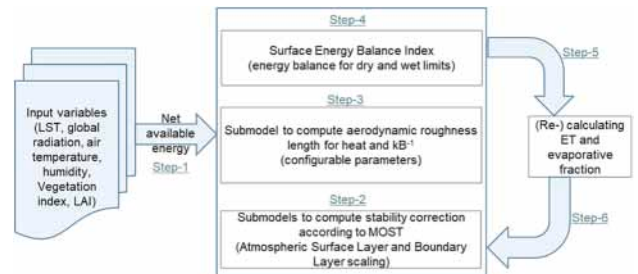 Step-4
Surface Energy Balance Index
(energy balance for dry and wet limits)
Step-5
Input variables
(LST, global
radiation, air
temperature,
humidity,
Vegetation
index, LAI)
Net
available
energy
Step-1
Step-3
Submodel to compute aerodynamic roughness
length for heat and kB-1
(configurable parameters)
(Re-) calculating
ET and
evaporative
fraction
Step-2
Submodels to compute stability correction
according to MOST
(Atmospheric Surface Layer and Boundary
Layer scaling)
Step-6